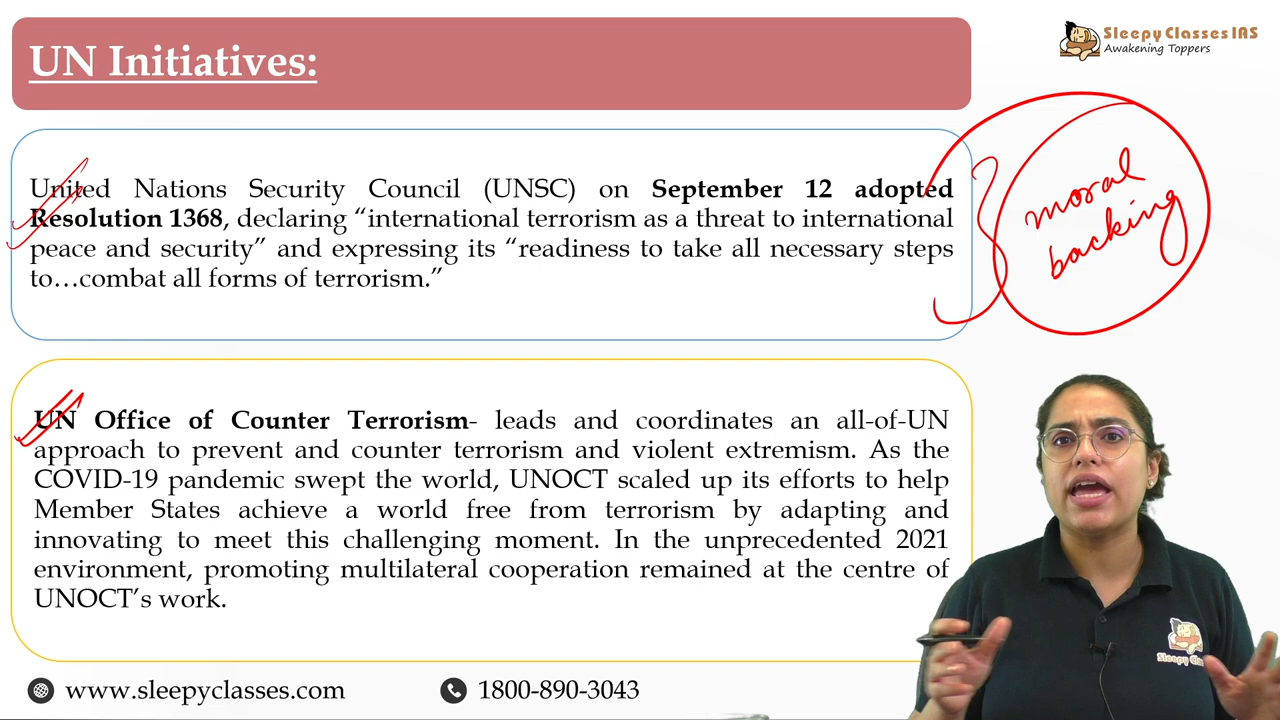 UN Initiatives:
Sleepy Classes IAS
Awakening Toppers
United Nations Security Council (UNSC) on September 12 adopted
Resolution 1368, declaring “international terrorism as a threat to international
peace and security” and expressing its “readiness to take all necessary steps
to…combat all forms of terrorism.”
moral
backing
UN Office of Counter Terrorism- leads and coordinates an all-of-UN
approach to prevent and counter terrorism and violent extremism. As the
COVID-19 pandemic swept the world, UNOCT scaled up its efforts to help
Member States achieve a world free from terrorism by adapting and
innovating to meet this challenging moment. In the unprecedented 2021
environment, promoting multilateral cooperation remained at the centre of
UNOCT’s work.
www.sleepyclasses.com
1800-890-3043